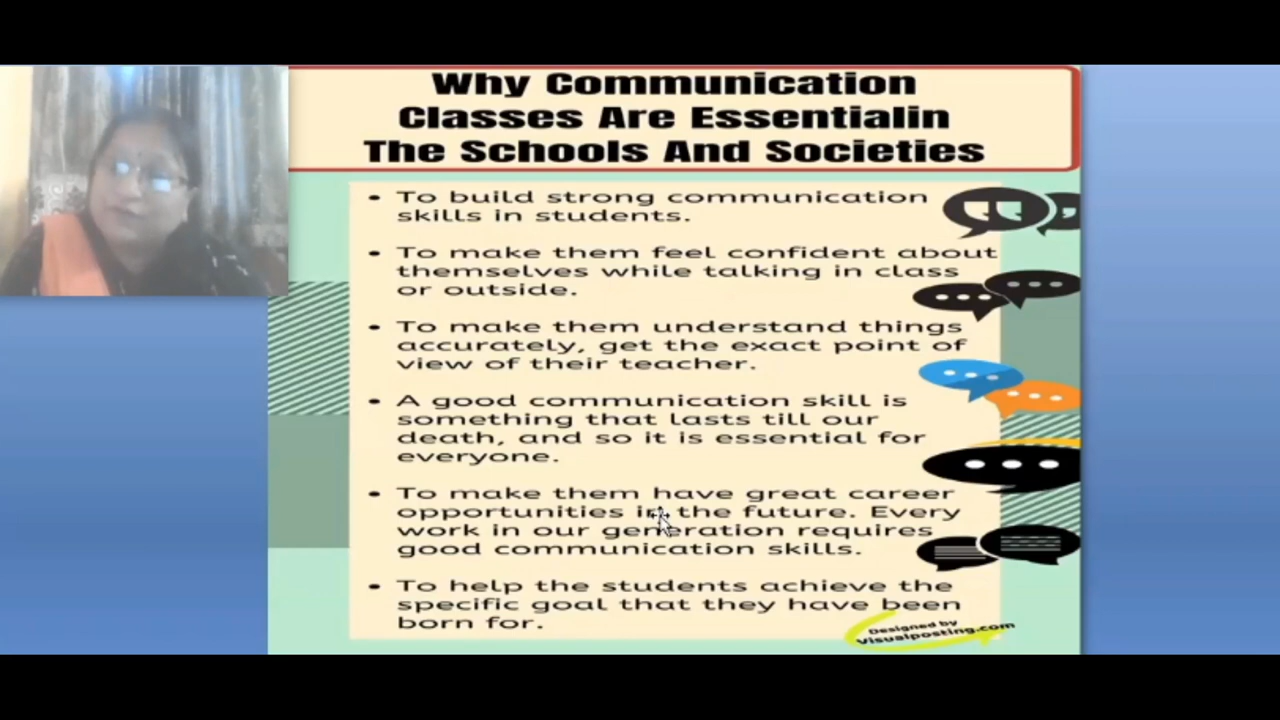 Why Communication
Classes Are Essentialin
The Schools And Societies
• To build strong communication
skills in students.
• To make them feel confident about
themselves while talking in class
or outside.
• To make them understand things
accurately, get the exact point of
view of their teacher.
• A good communication skill is
something that lasts till our
death, and so it is essential for
everyone.
• To make them have great career
opportunities in the future. Every
work in our generation requires
good communication skills.
• To help the students achieve the
specific goal that they have been
born for.
Designed by
Visualposting.com